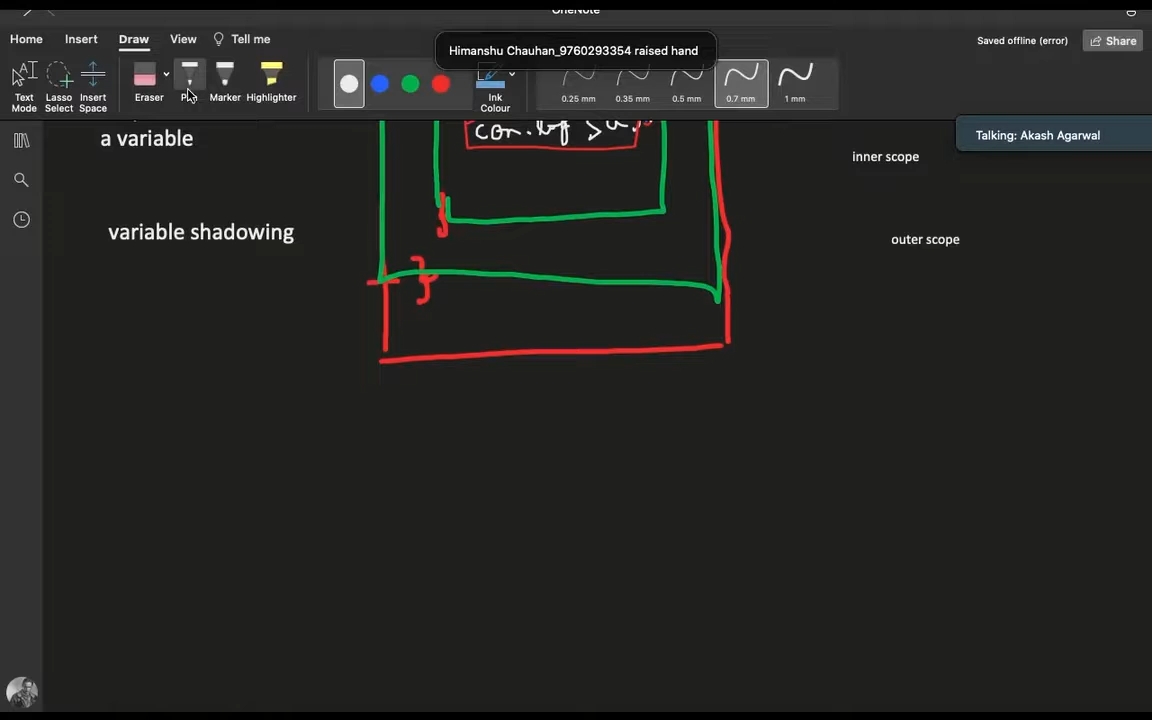 OneNote
Home Insert Draw View Tell me
Himanshu Chauhan_9760293354 raised hand
Saved offline (error) Share
Text Mode
Lasso Select
Insert Space
Eraser
Marker
Highlighter
Ink Colour
0.25 mm 0.35 mm 0.5 mm 0.7 mm 1 mm
Talking: Akash Agarwal
a variable
inner scope
variable shadowing
outer scope
}
}